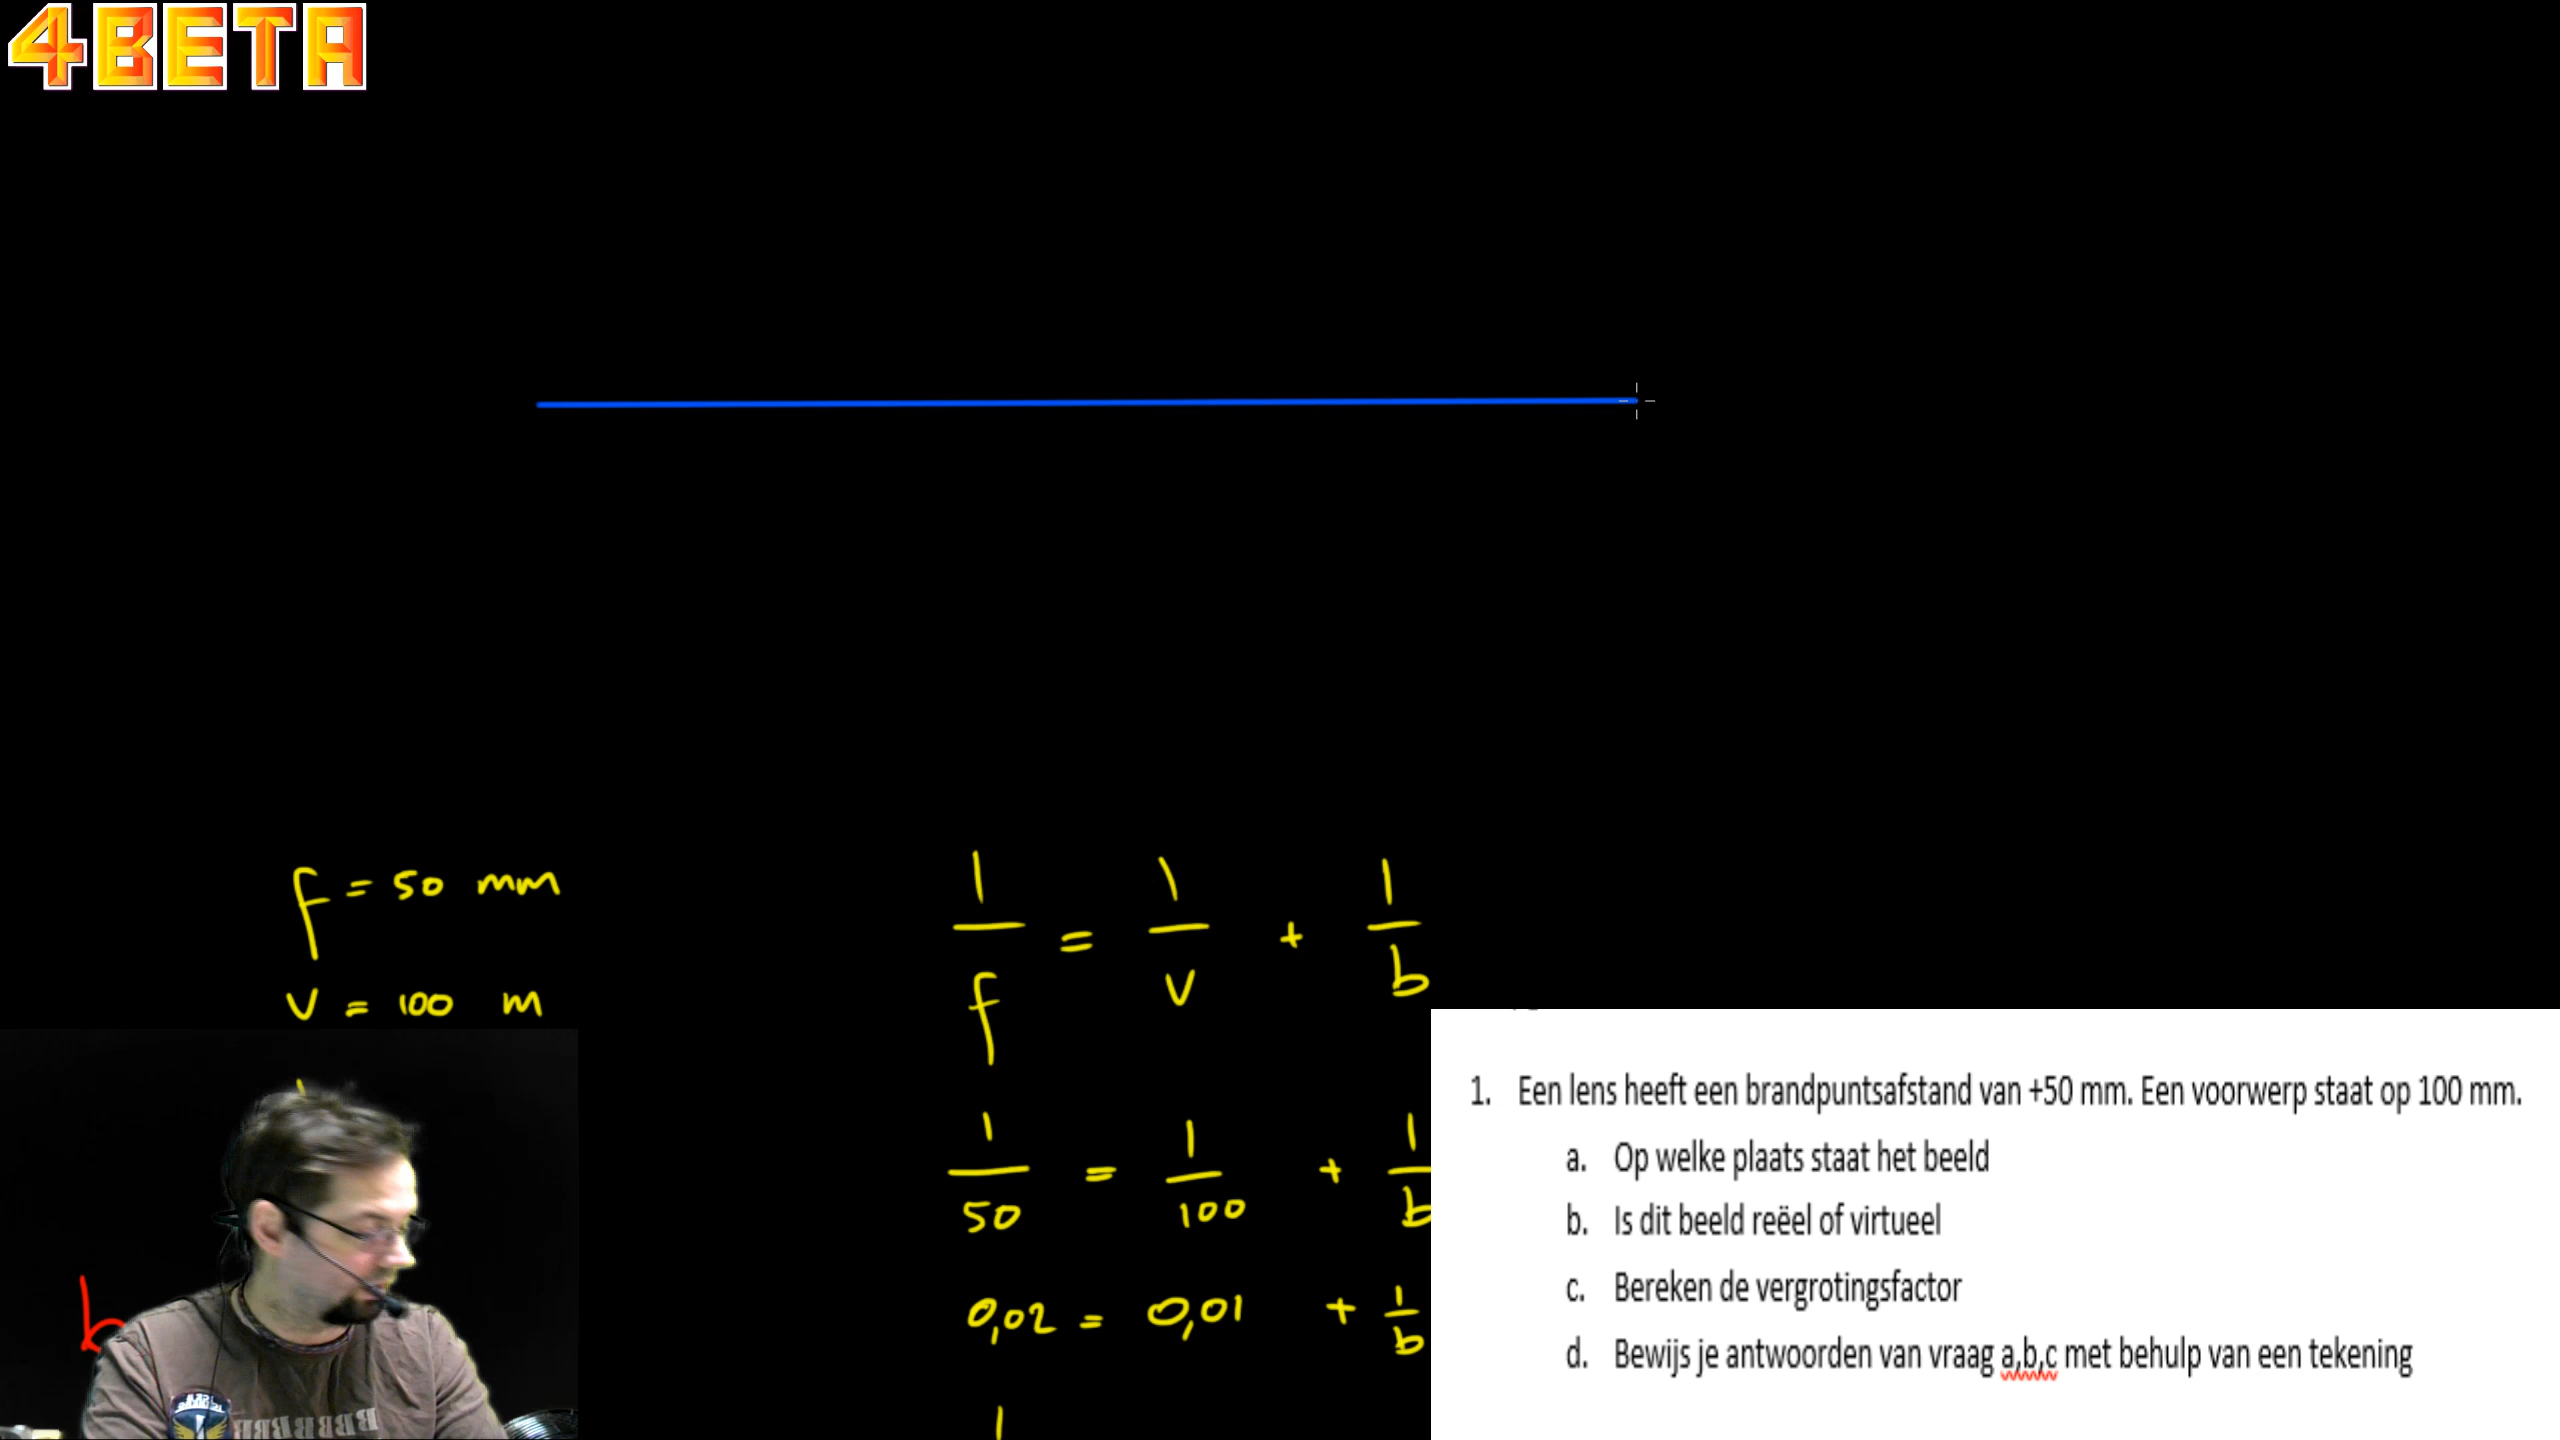 4BETA
f = 50 mm
v = 100 m
1/f = 1/v + 1/b
1/50 = 1/100 + 1/b
0,02 = 0,01 + 1/b
1
b
1. Een lens heeft een brandpuntsafstand van +50 mm. Een voorwerp staat op 100 mm.
a. Op welke plaats staat het beeld
b. Is dit beeld reëel of virtueel
c. Bereken de vergrotingsfactor
d. Bewijs je antwoorden van vraag a,b,c met behulp van een tekening